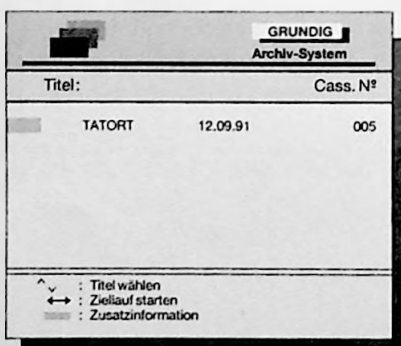 GRUNDIG
Archiv-System
Titel: Cass. Nº
TATORT 12.09.91 005
: Titel wählen
↔ : Ziellauf starten
: Zusatzinformation